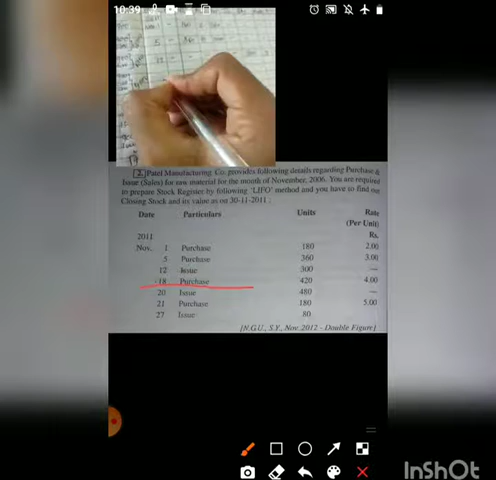 10:39
[2.] Patel Manufacturing Co. provides following details regarding Purchase &
Issue (Sales) for raw material for the month of November, 2006. You are required
to prepare Stock Register by following 'LIFO' method and you have so find out
Closing Stock and its value as on 30-11-2011 :
Date Particulars Units Rate
(Per Unit)
2011 Rs.
Nov. 1 Purchase 180 2.00
5 Purchase 360 3.00
12 Issue 300 —
18 Purchase 420 4.00
20 Issue 480 —
21 Purchase 180 5.00
27 Issue 80
[N.G.U., S.Y., Nov. 2012 - Double Figure]
InShOt